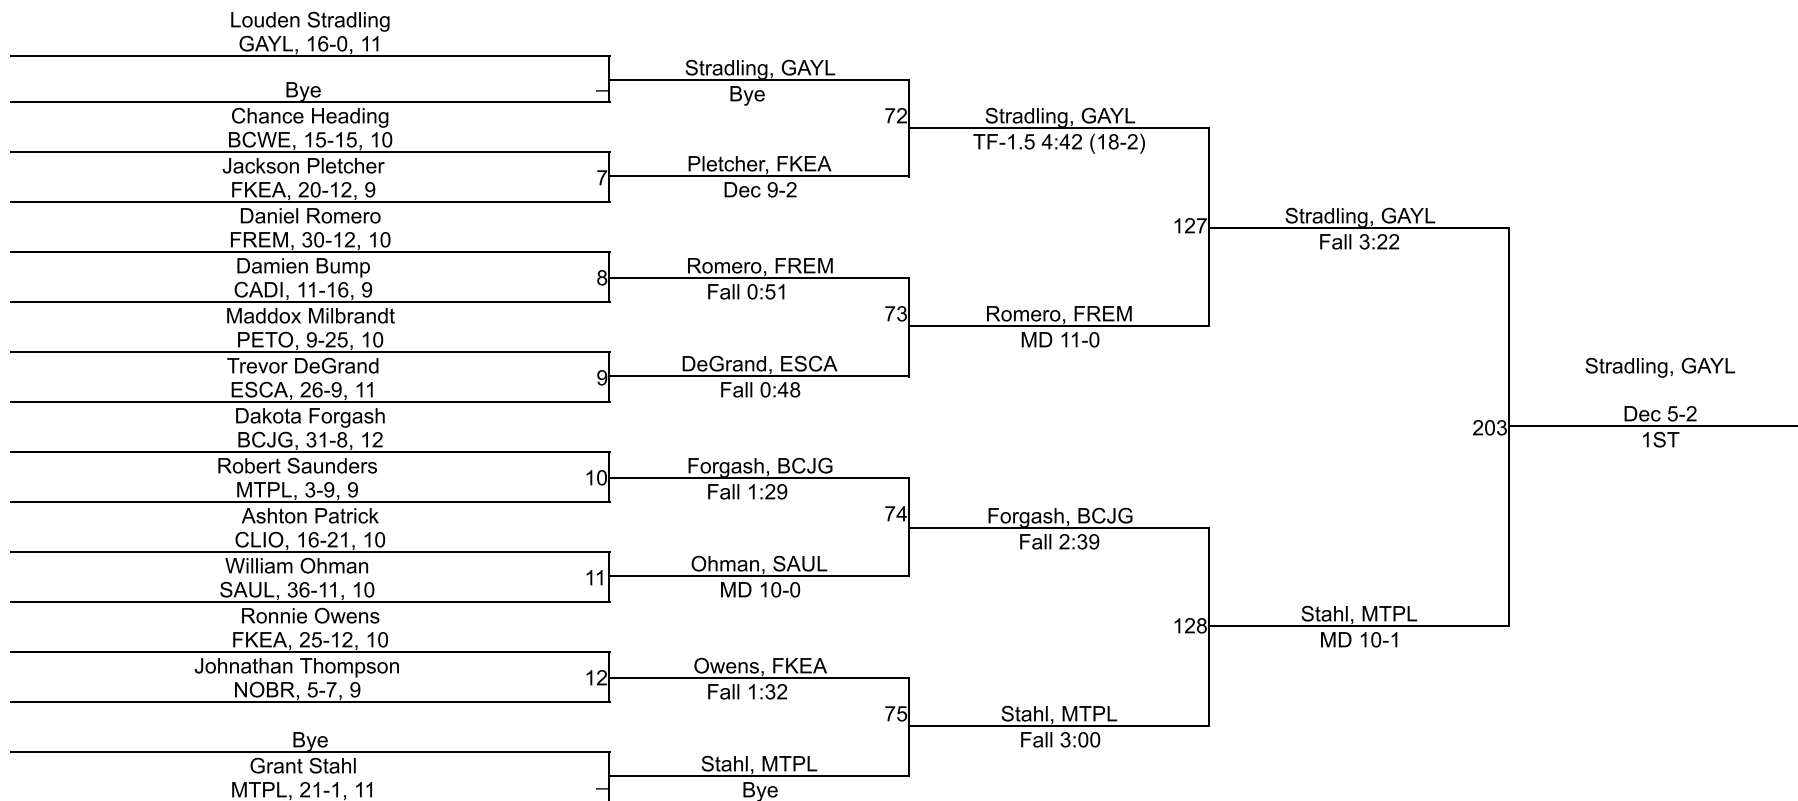 Louden Stradling
GAYL, 16-0, 11
Bye
Chance Heading
BCWE, 15-15, 10
Jackson Pletcher
FKEA, 20-12, 9
Daniel Romero
FREM, 30-12, 10
Damien Bump
CADI, 11-16, 9
Maddox Milbrandt
PETO, 9-25, 10
Trevor DeGrand
ESCA, 26-9, 11
Dakota Forgash
BCJG, 31-8, 12
Robert Saunders
MTPL, 3-9, 9
Ashton Patrick
CLIO, 16-21, 10
William Ohman
SAUL, 36-11, 10
Ronnie Owens
FKEA, 25-12, 10
Johnathan Thompson
NOBR, 5-7, 9
Bye
Grant Stahl
MTPL, 21-1, 11
7
8
9
10
11
12
Stradling, GAYL
Bye
Pletcher, FKEA
Dec 9-2
Romero, FREM
Fall 0:51
DeGrand, ESCA
Fall 0:48
Forgash, BCJG
Fall 1:29
Ohman, SAUL
MD 10-0
Owens, FKEA
Fall 1:32
Stahl, MTPL
Bye
72
73
74
75
Stradling, GAYL
TF-1.5 4:42 (18-2)
Romero, FREM
MD 11-0
Forgash, BCJG
Fall 2:39
Stahl, MTPL
Fall 3:00
127
128
Stradling, GAYL
Fall 3:22
Stahl, MTPL
MD 10-1
203
Stradling, GAYL
Dec 5-2
1ST